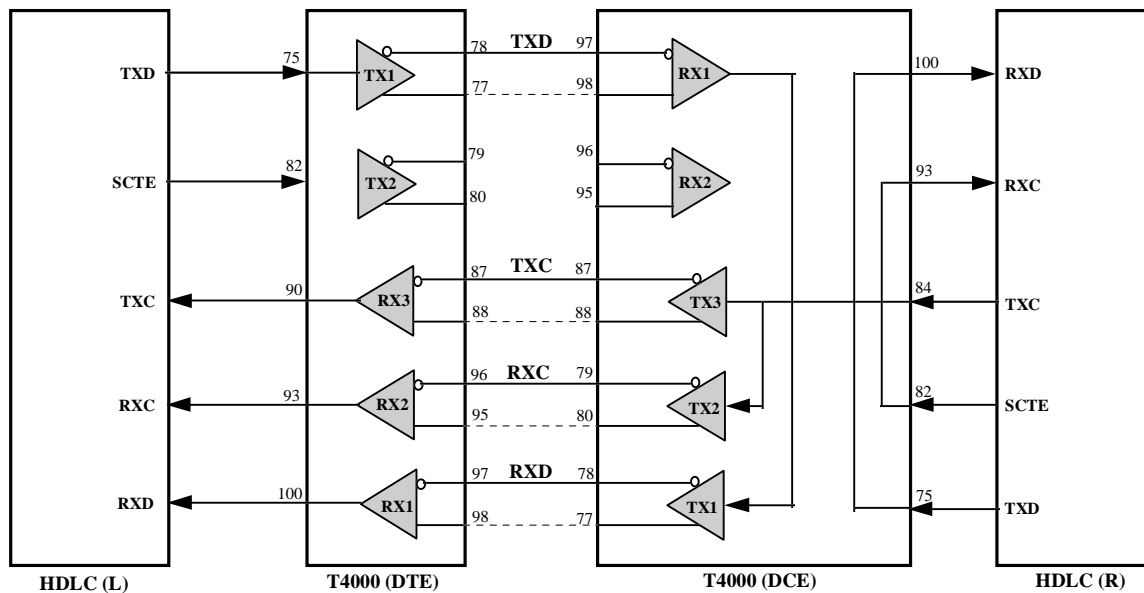 TXD 75 TX1 78 TXD 97 RX1 100 RXD
77 98
SCTE 82 TX2 79 96 RX2 93 RXC
80 95
TXC 90 RX3 87 TXC 87 TX3 84 TXC
88 88
RXC 93 RX2 96 RXC 79 TX2 82 SCTE
95 80
RXD 100 RX1 97 RXD 78 TX1 75 TXD
98 77
HDLC (L) T4000 (DTE) T4000 (DCE) HDLC (R)